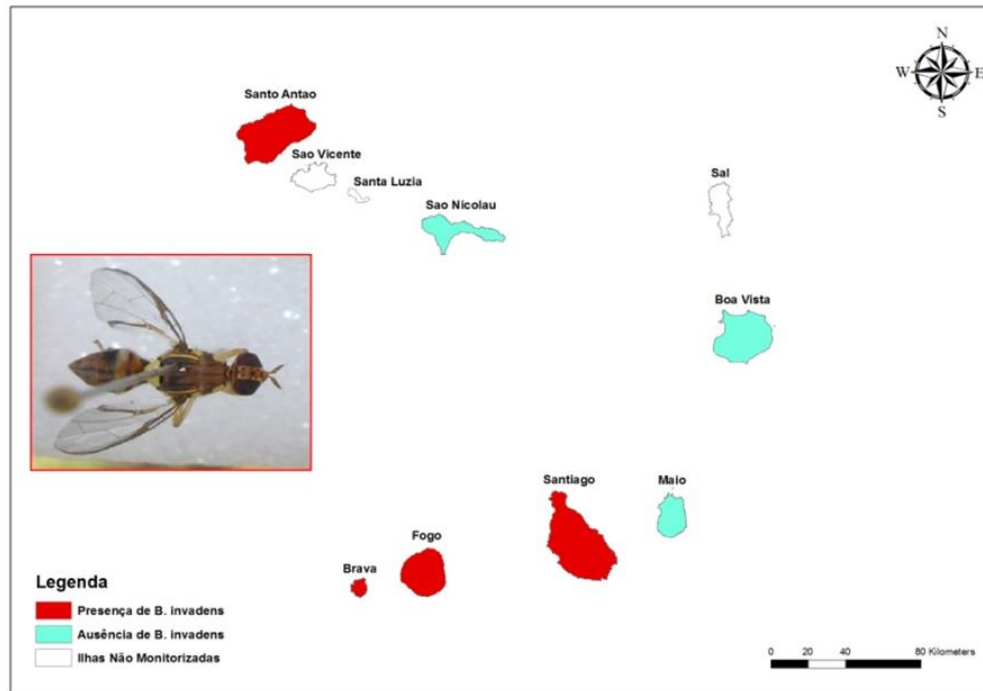 N
W E
S
Santo Antao
Sao Vicente
Santa Luzia
Sao Nicolau
Sal
Boa Vista
Santiago
Maio
Fogo
Brava
Legenda
Presença de B. invadens
Ausência de B. invadens
Ilhas Não Monitorizadas
0 20 40 80 Kilometers